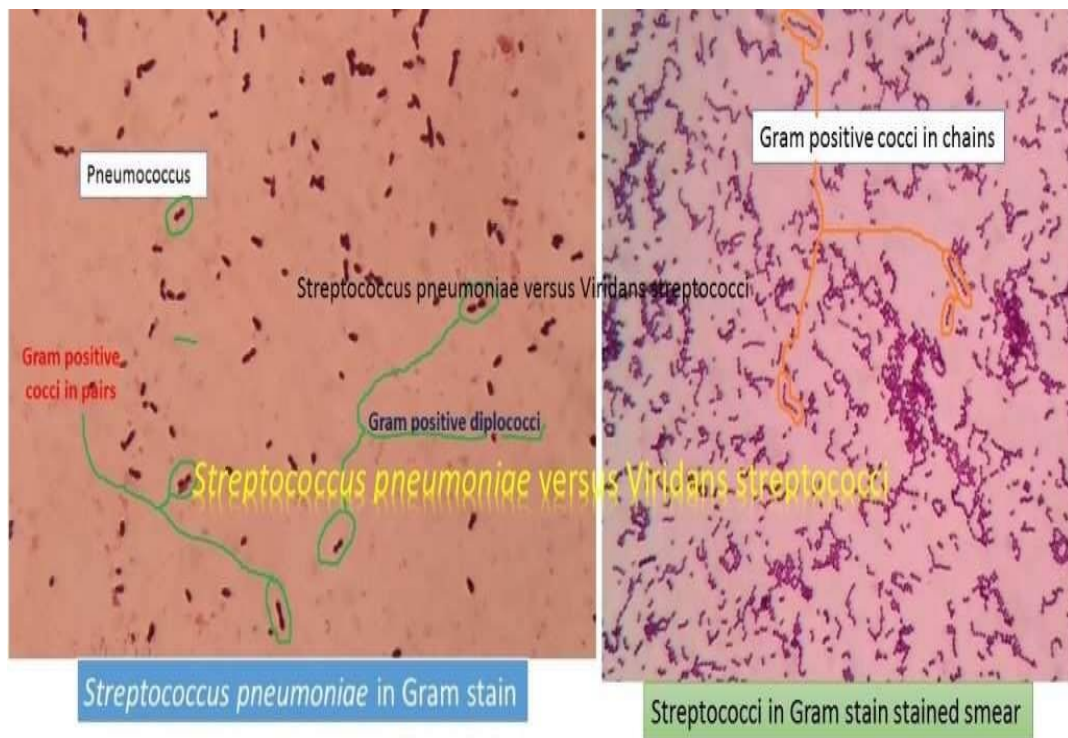 Pneumococcus
Gram positive cocci in chains
Streptococcus pneumoniae versus Viridans streptococci
Gram positive
cocci in pairs
Gram positive diplococci
Streptococcus pneumoniae versus Viridans streptococci
Streptococcus pneumoniae in Gram stain
Streptococci in Gram stain stained smear